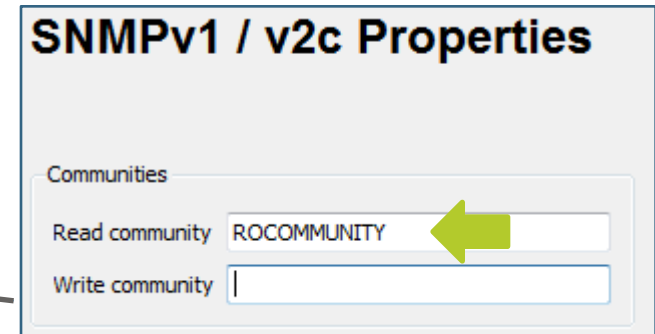 SNMPv1 / v2c Properties
Communities
Read community ROCOMMUNITY
Write community